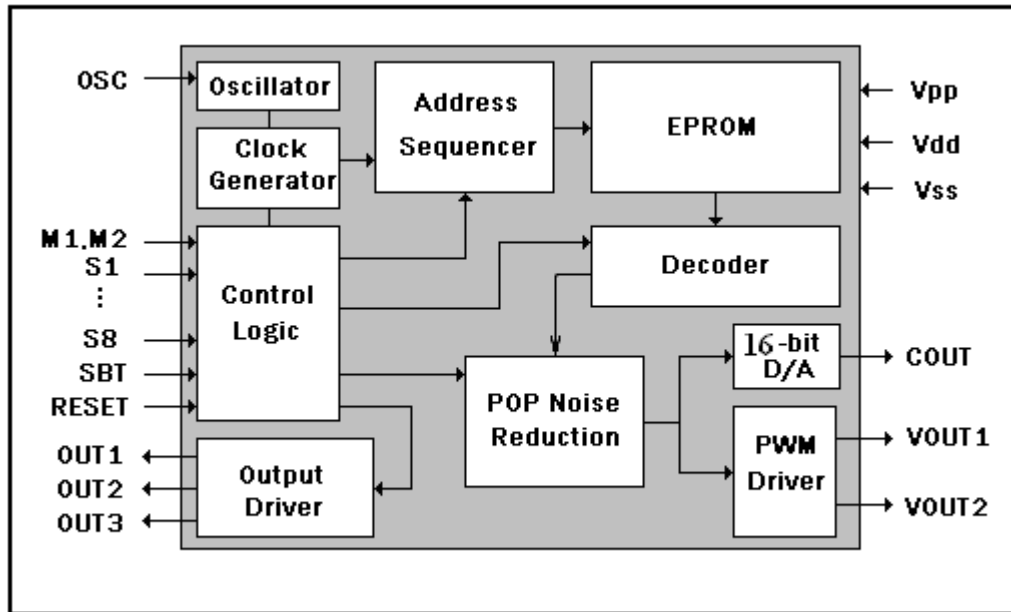 OSC
Oscillator
Clock
Generator
Address
Sequencer
EPROM
Vpp
Vdd
Vss
M1,M2
S1
⋮
S8
SBT
RESET
Control
Logic
Decoder
POP Noise
Reduction
16-bit
D/A
COUT
PWM
Driver
VOUT1
VOUT2
OUT1
OUT2
OUT3
Output
Driver